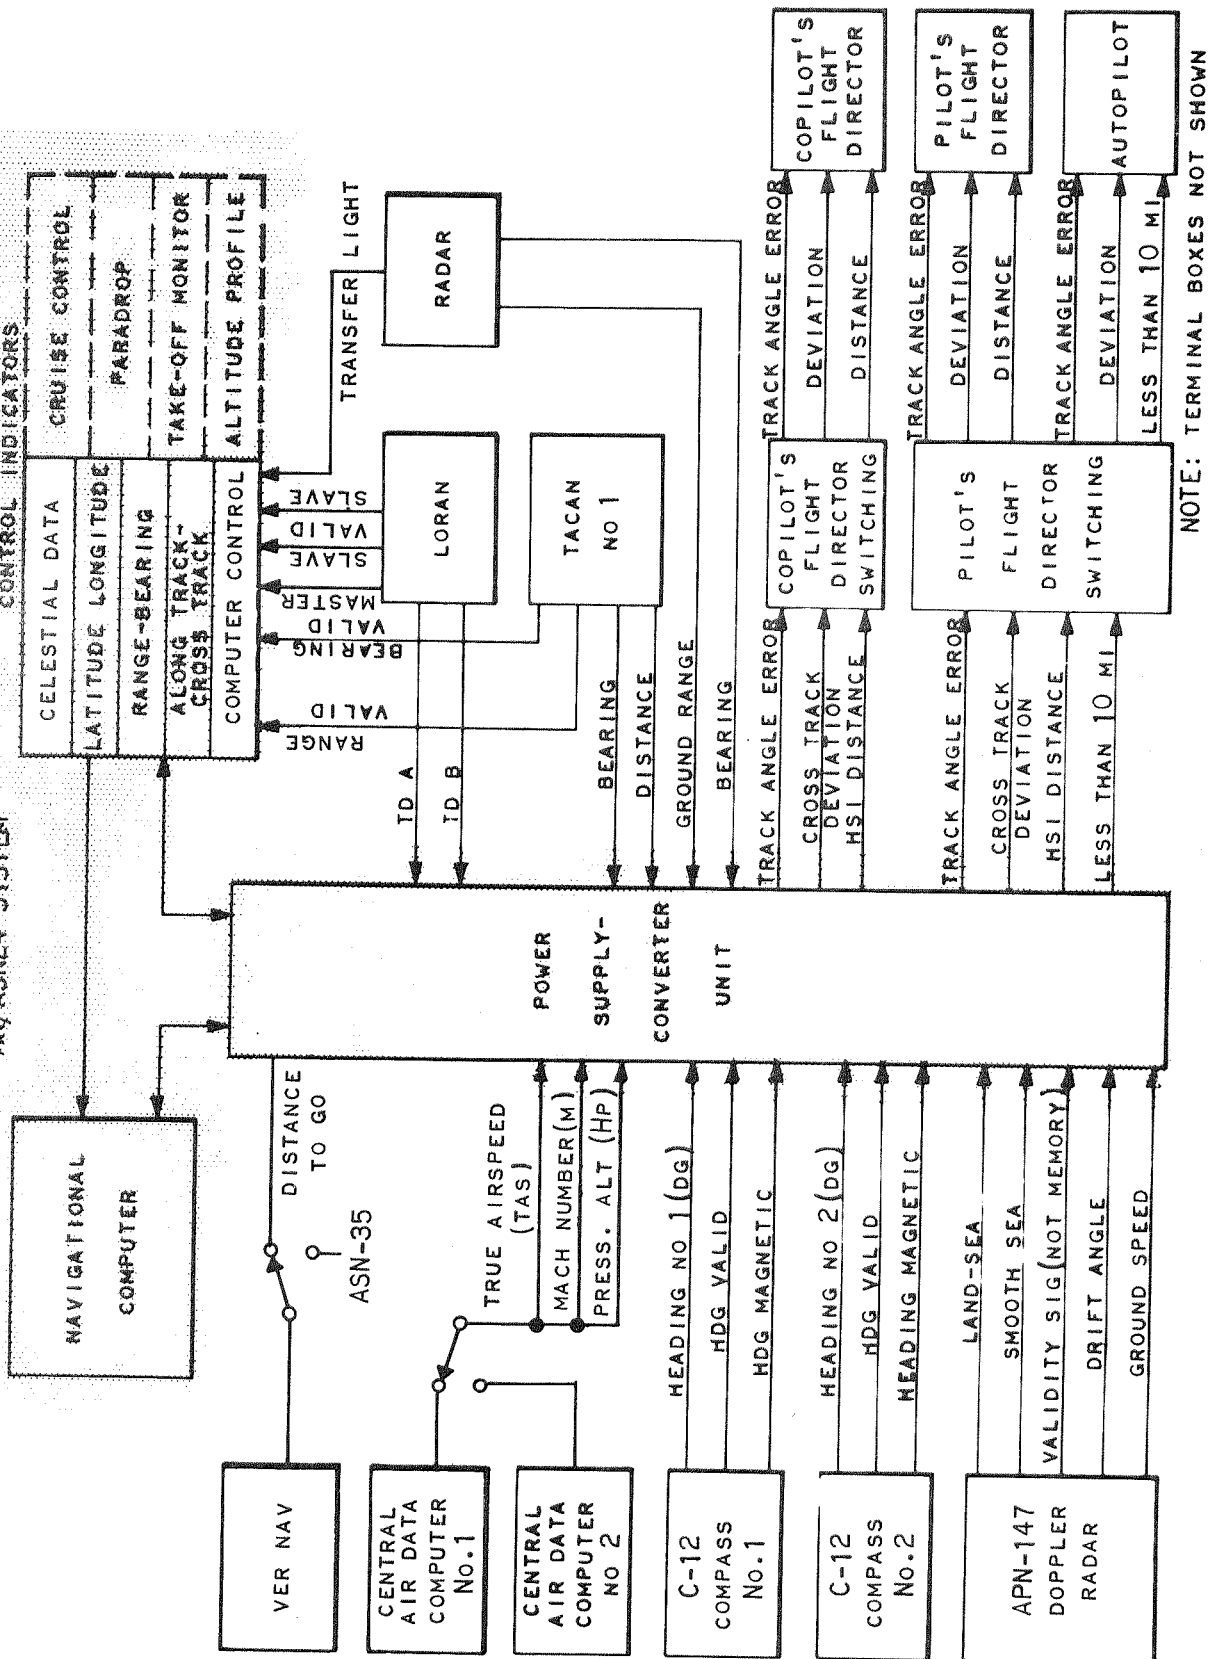 CONTROL INDICATORS
CELESTIAL DATA
LATITUDE LONGITUDE
RANGE-BEARING
ALONG TRACK-
CROSS TRACK
COMPUTER CONTROL
CRUISE CONTROL
PARADROP
TAKE-OFF MONITOR
ALTITUDE PROFILE
NAVIGATIONAL
COMPUTER
TRANSFER LIGHT
RADAR
SLAVE
VALID
SLAVE
MASTER
VALID
BEARING
VALID
RANGE
LORAN
TACAN
NO 1
TD A
TD B
BEARING
DISTANCE
GROUND RANGE
BEARING
POWER
SUPPLY-
CONVERTER
UNIT
VER NAV
DISTANCE
TO GO
ASN-35
CENTRAL
AIR DATA
COMPUTER
No.1
CENTRAL
AIR DATA
COMPUTER
NO 2
TRUE AIRSPEED
(TAS)
MACH NUMBER(M)
PRESS. ALT (HP)
C-12
COMPASS
No.1
HEADING NO 1(DG)
HDG VALID
HDG MAGNETIC
C-12
COMPASS
No.2
HEADING NO 2(DG)
HDG VALID
HEADING MAGNETIC
APN-147
DOPPLER
RADAR
LAND-SEA
SMOOTH SEA
VALIDITY SIG(NOT MEMORY)
DRIFT ANGLE
GROUND SPEED
TRACK ANGLE ERROR
CROSS TRACK
DEVIATION
HSI DISTANCE
COPILOT'S
FLIGHT
DIRECTOR
SWITCHING
TRACK ANGLE ERROR
DEVIATION
DISTANCE
COPILOT'S
FLIGHT
DIRECTOR
TRACK ANGLE ERROR
CROSS TRACK
DEVIATION
HSI DISTANCE
LESS THAN 10 MI
PILOT'S
FLIGHT
DIRECTOR
SWITCHING
TRACK ANGLE ERROR
DEVIATION
DISTANCE
PILOT'S
FLIGHT
DIRECTOR
TRACK ANGLE ERROR
DEVIATION
LESS THAN 10 MI
AUTOPILOT
NOTE: TERMINAL BOXES NOT SHOWN